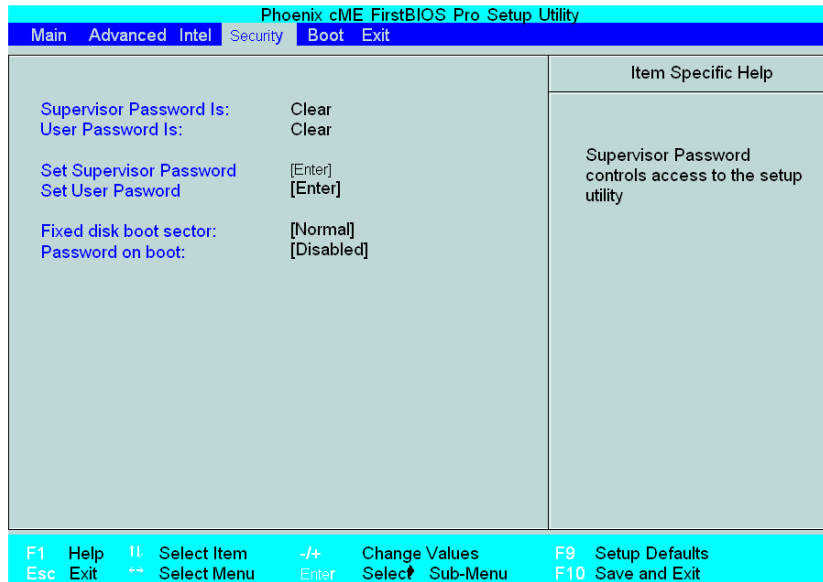 Phoenix cME FirstBIOS Pro Setup Utility
Main Advanced Intel Security Boot Exit
Item Specific Help
Supervisor Password Is: Clear
User Password Is: Clear
Set Supervisor Password [Enter]
Set User Pasword [Enter]
Fixed disk boot sector: [Normal]
Password on boot: [Disabled]
Supervisor Password
controls access to the setup
utility
F1 Help ↑↓ Select Item -/+ Change Values F9 Setup Defaults
Esc Exit ↔ Select Menu Enter Select Sub-Menu F10 Save and Exit